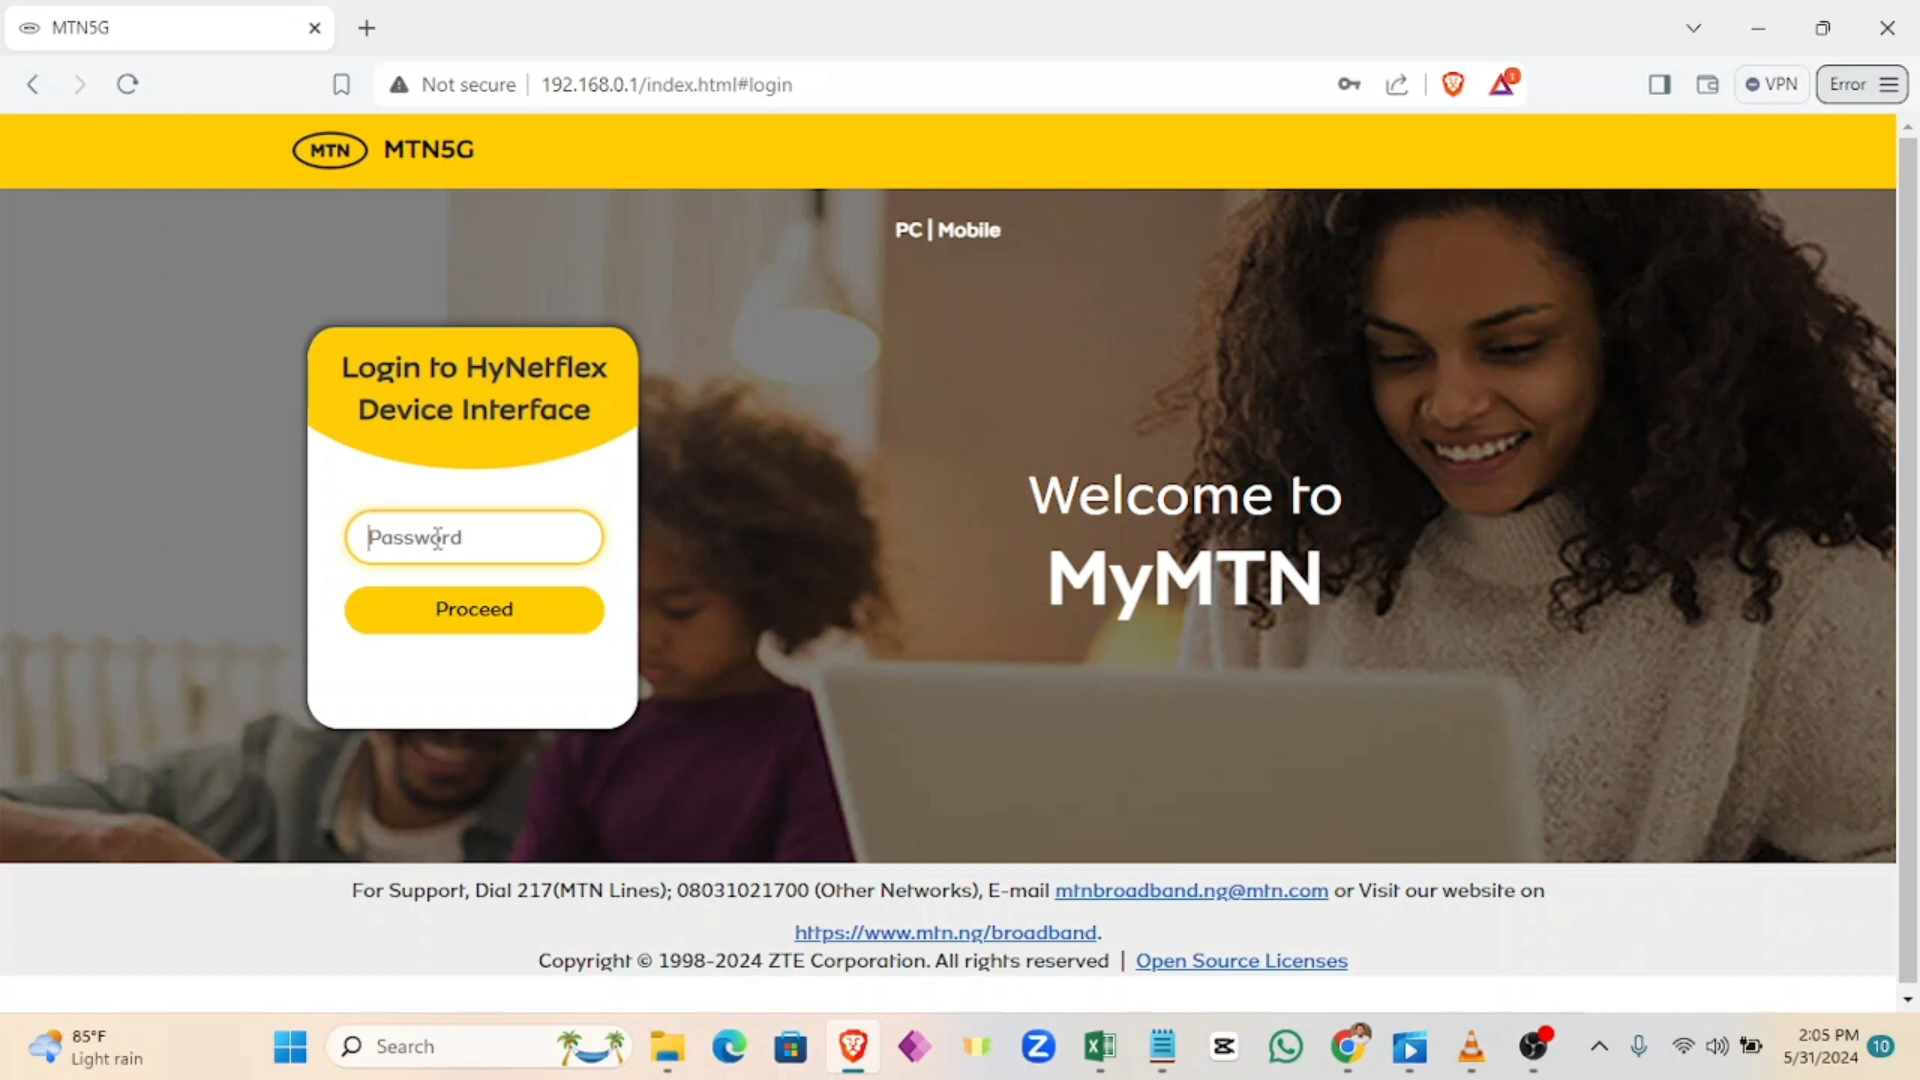 MTN5G
Not secure
192.168.0.1/index.html#login
1
VPN
Error
MTN
MTN5G
PC | Mobile
Login to HyNetflex
Device Interface
Password
Proceed
Welcome to
MyMTN
For Support, Dial 217(MTN Lines); 08031021700 (Other Networks), E-mail mtnbroadband.ng@mtn.com or Visit our website on
https://www.mtn.ng/broadband.
Copyright © 1998-2024 ZTE Corporation. All rights reserved | Open Source Licenses
85°F
Light rain
Search
2:05 PM
5/31/2024
10